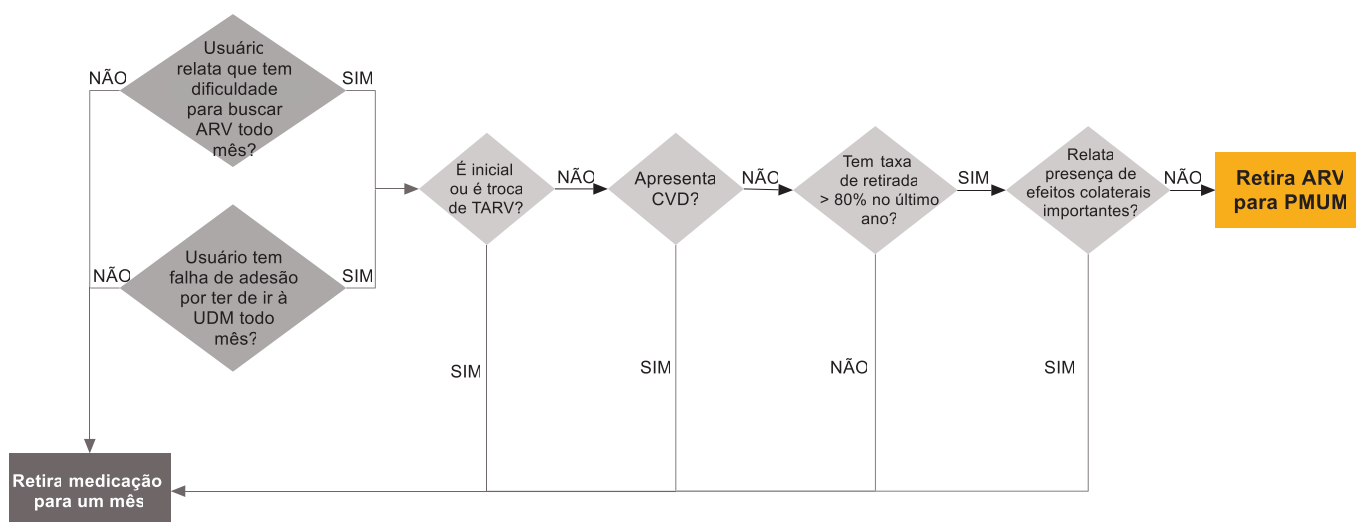 NÃO
Usuário
relata que tem
dificuldade
para buscar
ARV todo
mês?
SIM
NÃO
Usuário tem
falha de adesão
por ter de ir à
UDM todo
mês?
SIM
É inicial
ou é troca
de TARV?
NÃO
SIM
Apresenta
CVD?
NÃO
SIM
Tem taxa
de retirada
> 80% no último
ano?
SIM
NÃO
Relata
presença de
efeitos colaterais
importantes?
NÃO
SIM
Retira ARV
para PMUM
Retira medicação
para um mês